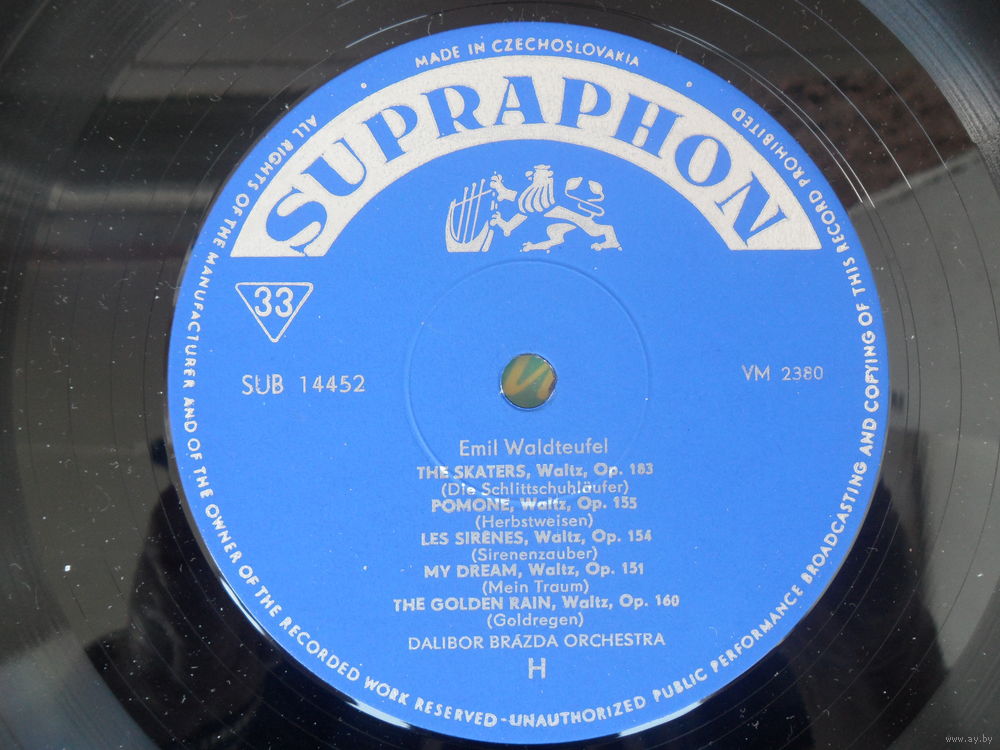 MADE IN CZECHOSLOVAKIA
SUPRAPHON
33
SUB 14452
VM 2380
Emil Waldteufel
THE SKATERS, Waltz, Op. 183
(Die Schlittschuhläufer)
POMONE, Waltz, Op. 155
(Herbstweisen)
LES SIRÈNES, Waltz, Op. 154
(Sirenenzauber)
MY DREAM, Waltz, Op. 151
(Mein Traum)
THE GOLDEN RAIN, Waltz, Op. 160
(Goldregen)
DALIBOR BRÁZDA ORCHESTRA
H
ALL RIGHTS OF THE MANUFACTURER AND OF THE OWNER OF THE RECORDED WORK RESERVED - UNAUTHORIZED PUBLIC PERFORMANCE BROADCASTING AND COPYING OF THIS RECORD PROHIBITED
www.ay.by